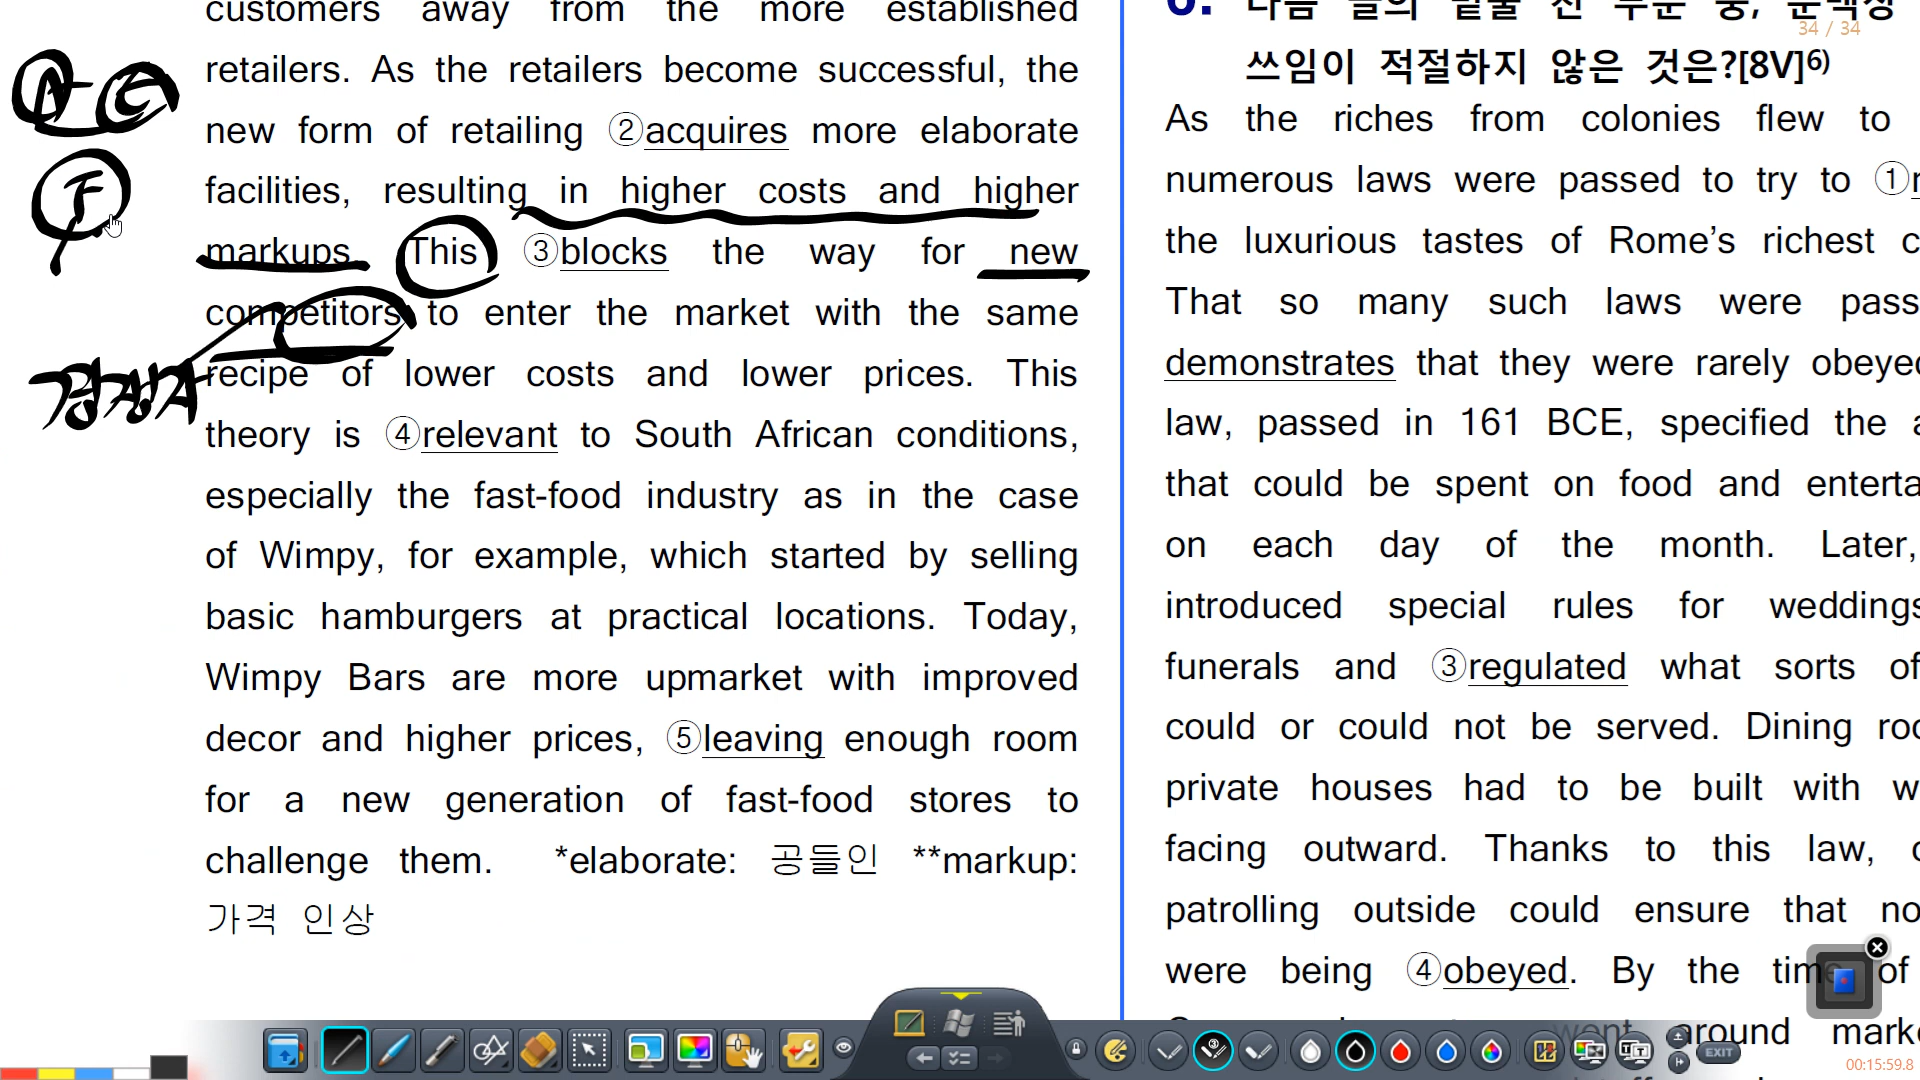 customers away from the more established
retailers. As the retailers become successful, the
new form of retailing ②acquires more elaborate
facilities, resulting in higher costs and higher
markups. This ③blocks the way for new
competitors to enter the market with the same
recipe of lower costs and lower prices. This
theory is ④relevant to South African conditions,
especially the fast-food industry as in the case
of Wimpy, for example, which started by selling
basic hamburgers at practical locations. Today,
Wimpy Bars are more upmarket with improved
decor and higher prices, ⑤leaving enough room
for a new generation of fast-food stores to
challenge them. *elaborate: 공들인 **markup:
가격 인상
A C
F
경쟁자
34 / 34
쓰임이 적절하지 않은 것은?[8V]6)
As the riches from colonies flew to
numerous laws were passed to try to ①
the luxurious tastes of Rome’s richest
That so many such laws were
demonstrates that they were rarely
law, passed in 161 BCE, specified the
that could be spent on food and
on each day of the month. Later,
introduced special rules for
funerals and ③regulated what sorts of
could or could not be served. Dining
private houses had to be built with
facing outward. Thanks to this law,
patrolling outside could ensure that
were being ④obeyed. By the time of
went around
EXIT
00:15:59.8